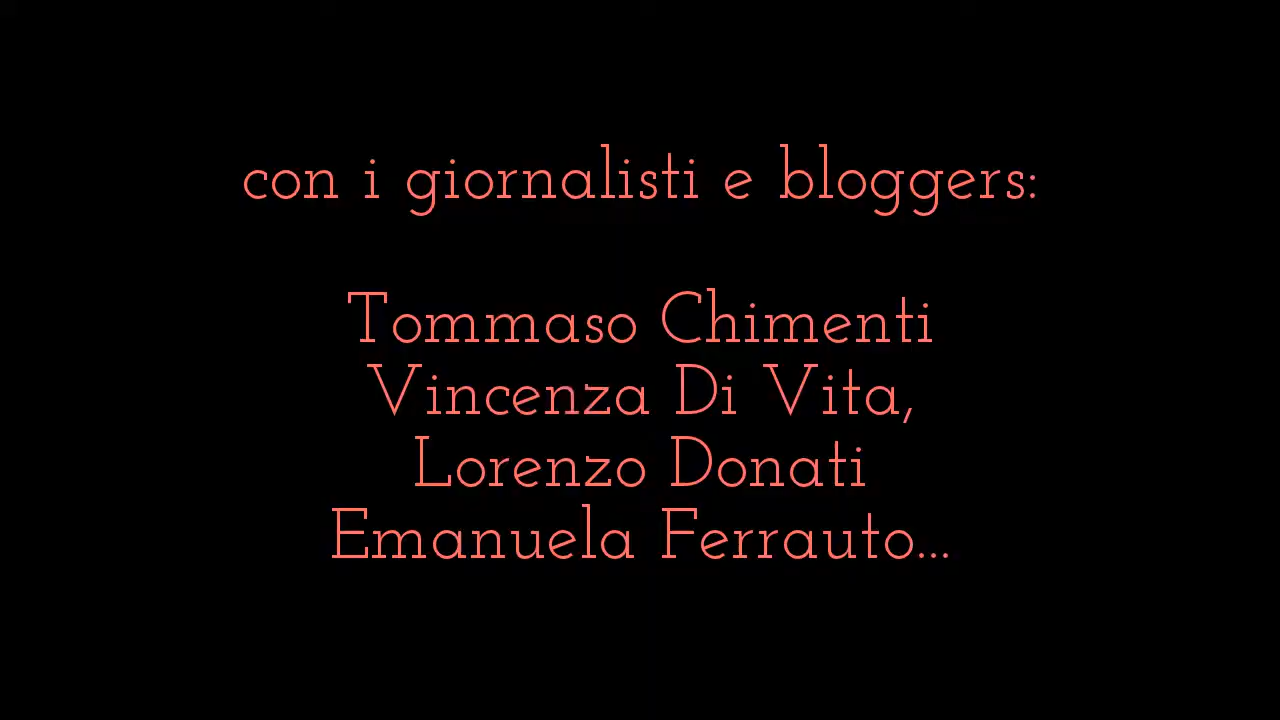 con i giornalisti e bloggers:
Tommaso Chimenti
Vincenza Di Vita,
Lorenzo Donati
Emanuela Ferrauto...